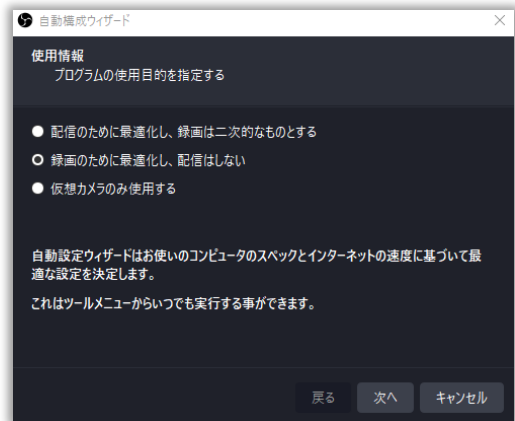 自動構成ウィザード
使用情報
プログラムの使用目的を指定する
配信のために最適化し、録画は二次的なものとする
録画のために最適化し、配信はしない
仮想カメラのみ使用する
自動設定ウィザードはお使いのコンピュータのスペックとインターネットの速度に基づいて最
適な設定を決定します。
これはツールメニューからいつでも実行する事ができます。
戻る 次へ キャンセル